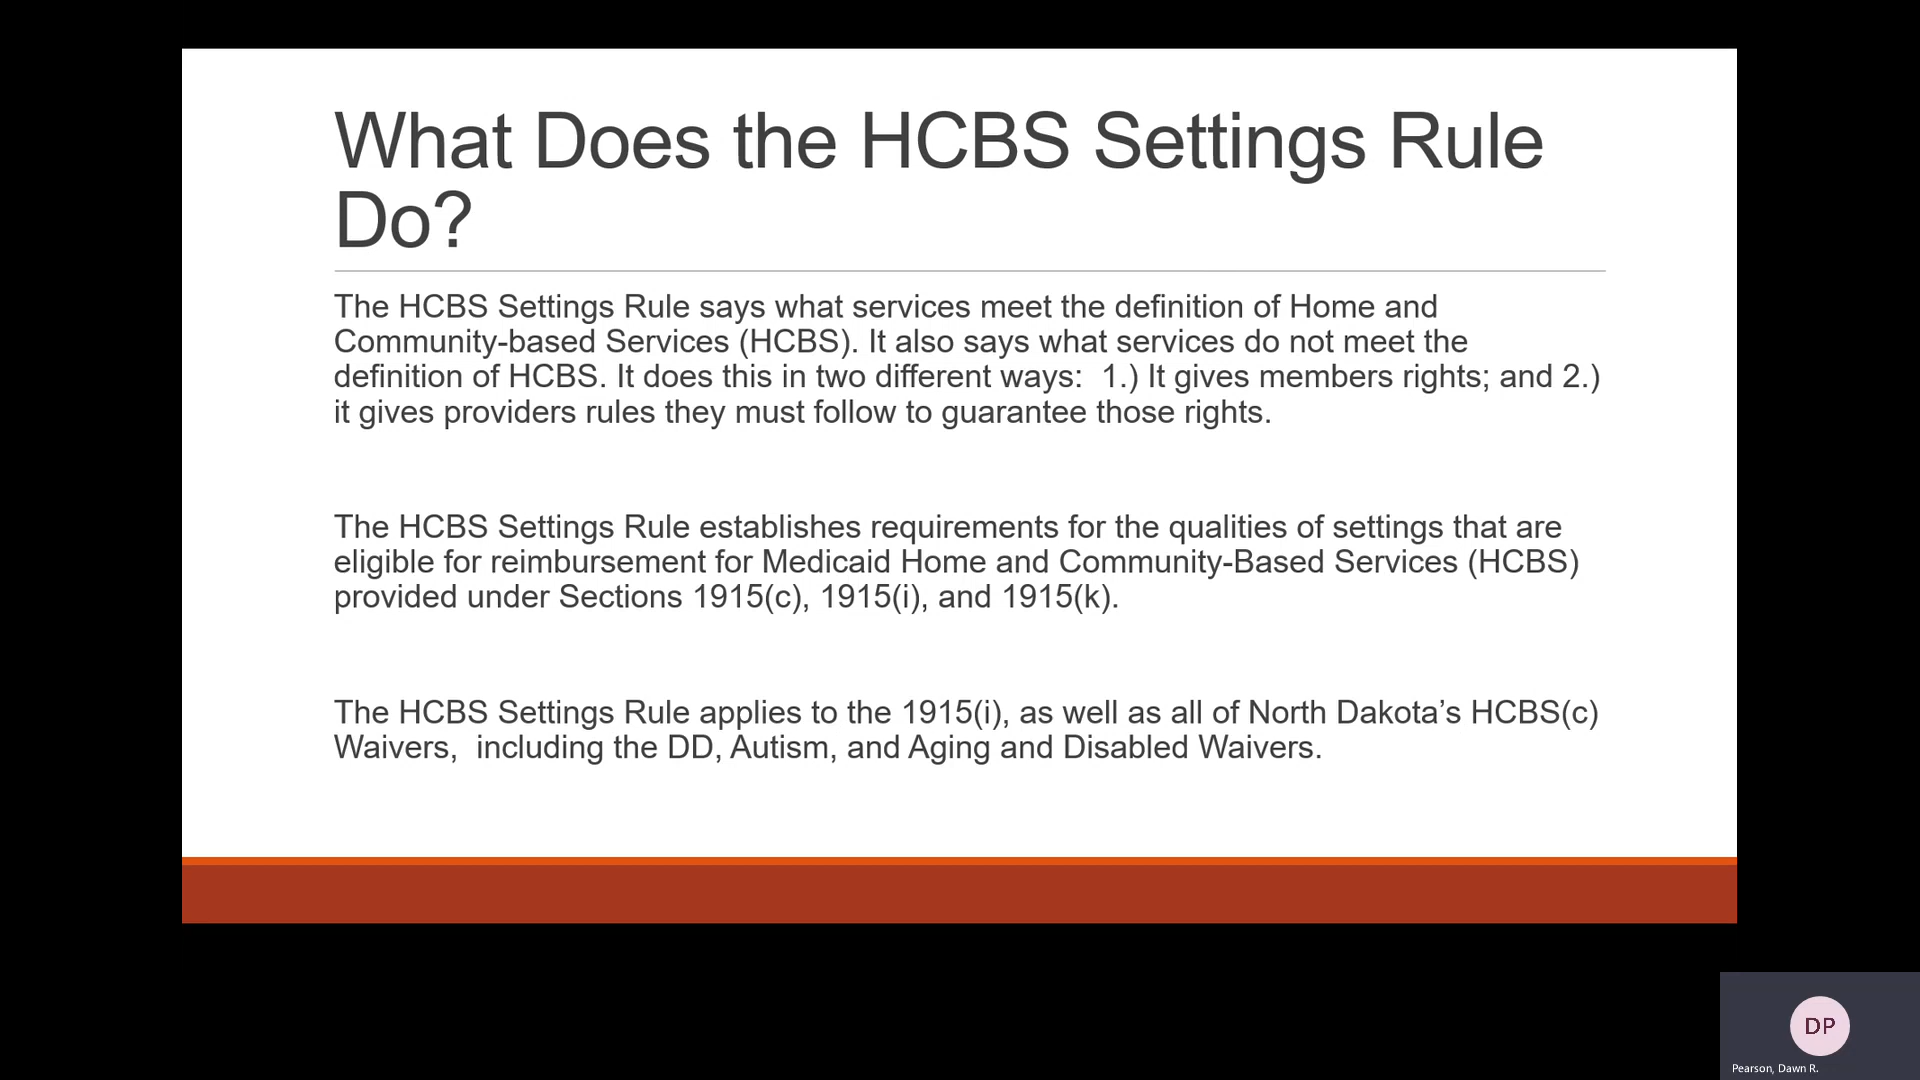 What Does the HCBS Settings Rule
Do?
The HCBS Settings Rule says what services meet the definition of Home and
Community-based Services (HCBS). It also says what services do not meet the
definition of HCBS. It does this in two different ways:  1.) It gives members rights; and 2.)
it gives providers rules they must follow to guarantee those rights.
The HCBS Settings Rule establishes requirements for the qualities of settings that are
eligible for reimbursement for Medicaid Home and Community-Based Services (HCBS)
provided under Sections 1915(c), 1915(i), and 1915(k).
The HCBS Settings Rule applies to the 1915(i), as well as all of North Dakota’s HCBS(c)
Waivers,  including the DD, Autism, and Aging and Disabled Waivers.
DP
Pearson, Dawn R.